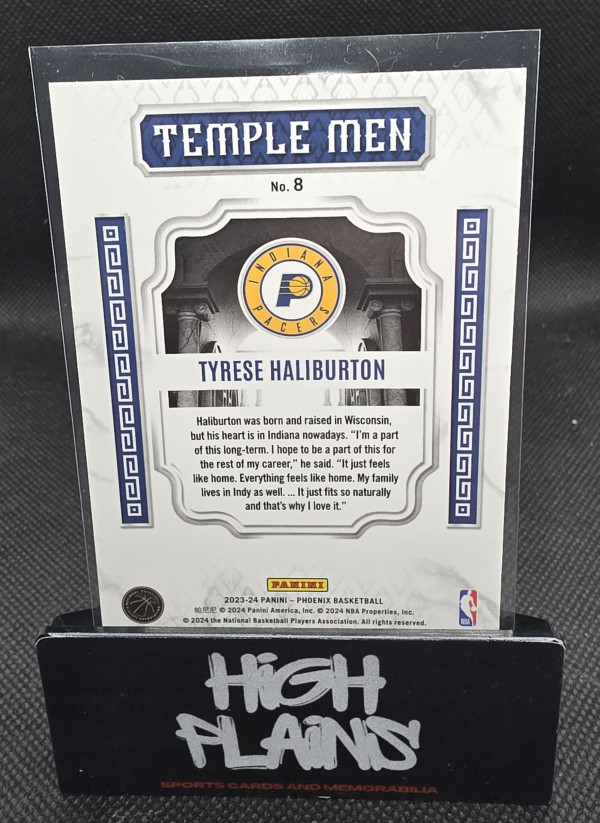 TEMPLE MEN
No. 8
INDIANA
P
PACERS
TYRESE HALIBURTON
Haliburton was born and raised in Wisconsin,
but his heart is in Indiana nowadays. “I’m a part
of this long-term. I hope to be a part of this for
the rest of my career,” he said. “It just feels
like home. Everything feels like home. My family
lives in Indy as well. ... It just fits so naturally
and that’s why I love it.”
PANINI
2023-24 PANINI – PHOENIX BASKETBALL
帕尼尼 © 2024 Panini America, Inc. © 2024 NBA Properties, Inc.
© 2024 the National Basketball Players Association. All rights reserved.
NBA
HiGH
PLAiNS
SPORTS CARDS AND MEMORABILIA